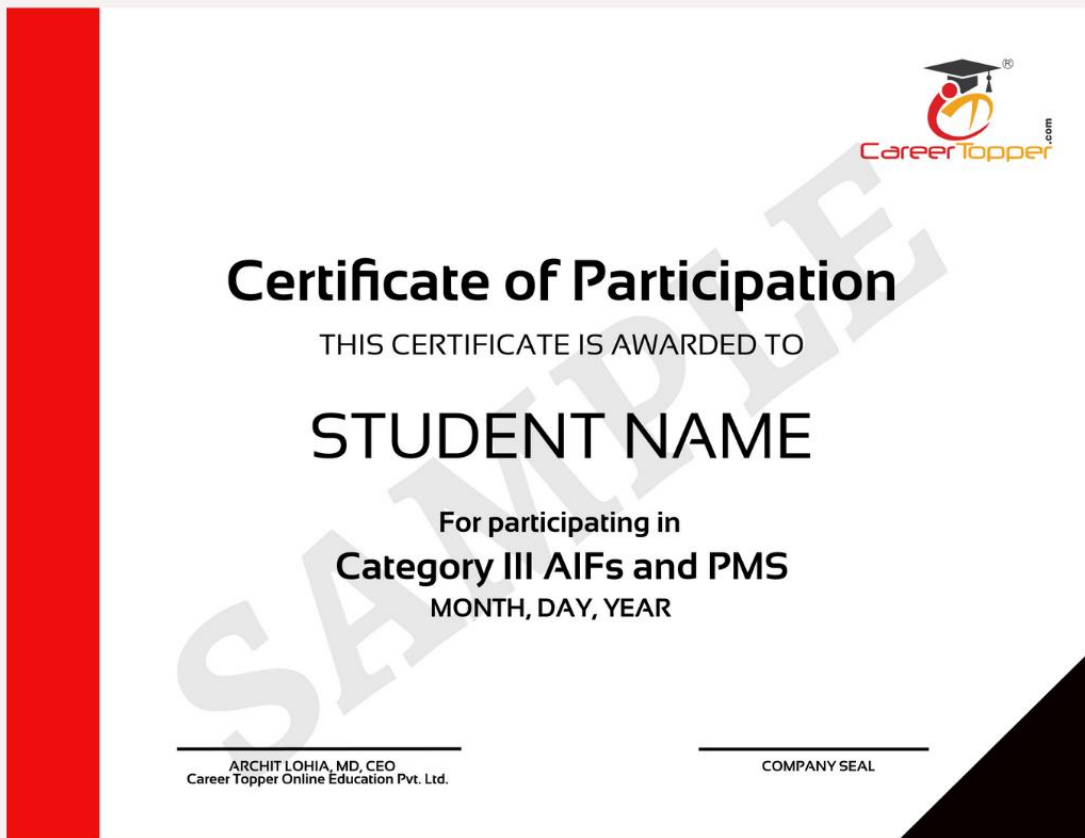 ®
CareerTopper.com
Certificate of Participation
THIS CERTIFICATE IS AWARDED TO
STUDENT NAME
For participating in
Category III AIFs and PMS
MONTH, DAY, YEAR
SAMPLE
ARCHIT LOHIA, MD, CEO
Career Topper Online Education Pvt. Ltd.
COMPANY SEAL